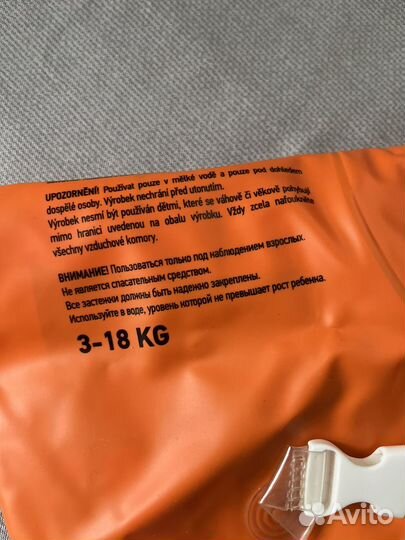 UPOZORNĚNÍ! Používat pouze v mělké vodě a pouze pod dohledem
dospělé osoby. Výrobek nechrání před utonutím.
Výrobek nesmí být používán dětmi, které se váhově či věkově pohybují
mimo hranici uvedenou na obalu výrobku. Vždy zcela nafoukněte
všechny vzduchové komory.
ВНИМАНИЕ! Пользоваться только под наблюдением взрослых.
Не является спасательным средством.
Все застежки должны быть надежно закреплены.
Используйте в воде, уровень которой не превышает рост ребенка.
3-18 KG
Avito